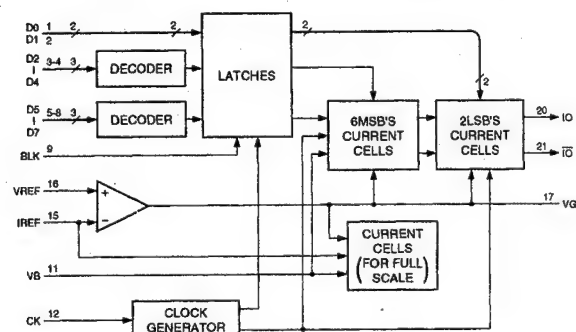 D0 1 2 2 2
D1 2
D2 3-4 3 DECODER
I
D4
LATCHES
D5 5-8 3 DECODER
I
D7
2
BLK 9
6MSB'S
CURRENT
CELLS
2LSB'S
CURRENT
CELLS
20 IO
21 IO
VREF 16 +
IREF 15 −
17 VG
CURRENT
CELLS
(FOR FULL
SCALE)
VB 11
CK 12
CLOCK
GENERATOR